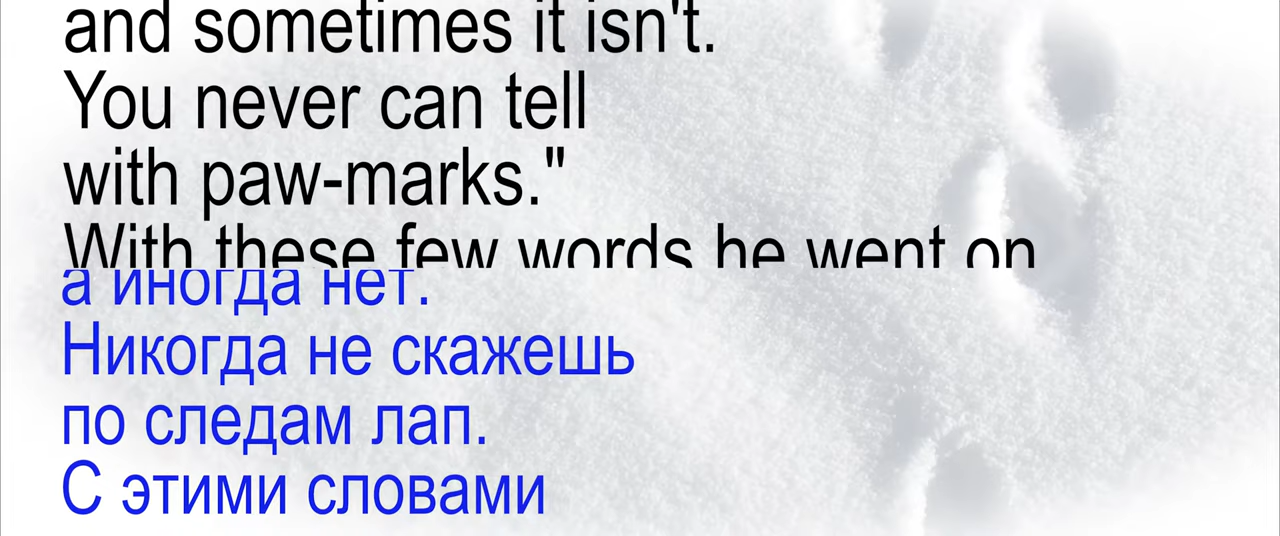 and sometimes it isn't.
You never can tell
with paw-marks."
With these few words he went on
а иногда нет.
Никогда не скажешь
по следам лап.
С этими словами